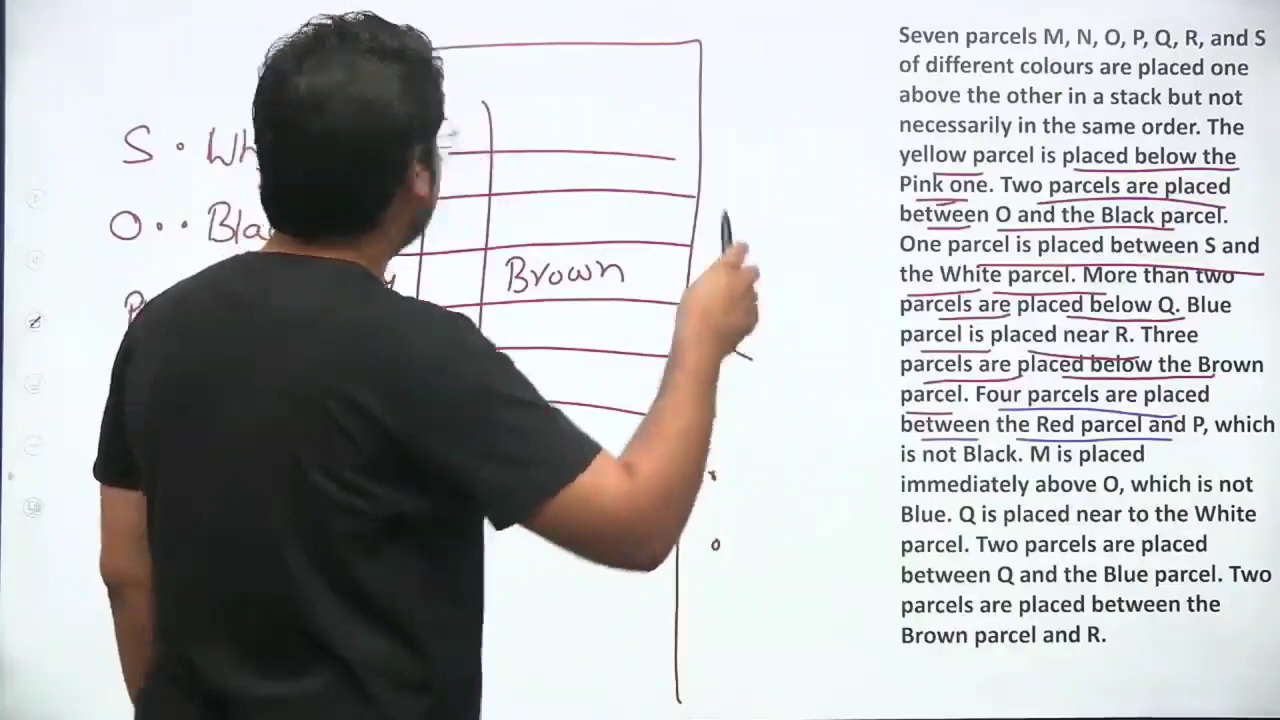 Seven parcels M, N, O, P, Q, R, and S
of different colours are placed one
above the other in a stack but not
necessarily in the same order. The
yellow parcel is placed below the
Pink one. Two parcels are placed
between O and the Black parcel.
One parcel is placed between S and
the White parcel. More than two
parcels are placed below Q. Blue
parcel is placed near R. Three
parcels are placed below the Brown
parcel. Four parcels are placed
between the Red parcel and P, which
is not Black. M is placed
immediately above O, which is not
Blue. Q is placed near to the White
parcel. Two parcels are placed
between Q and the Blue parcel. Two
parcels are placed between the
Brown parcel and R.
S .
O ..
Brown